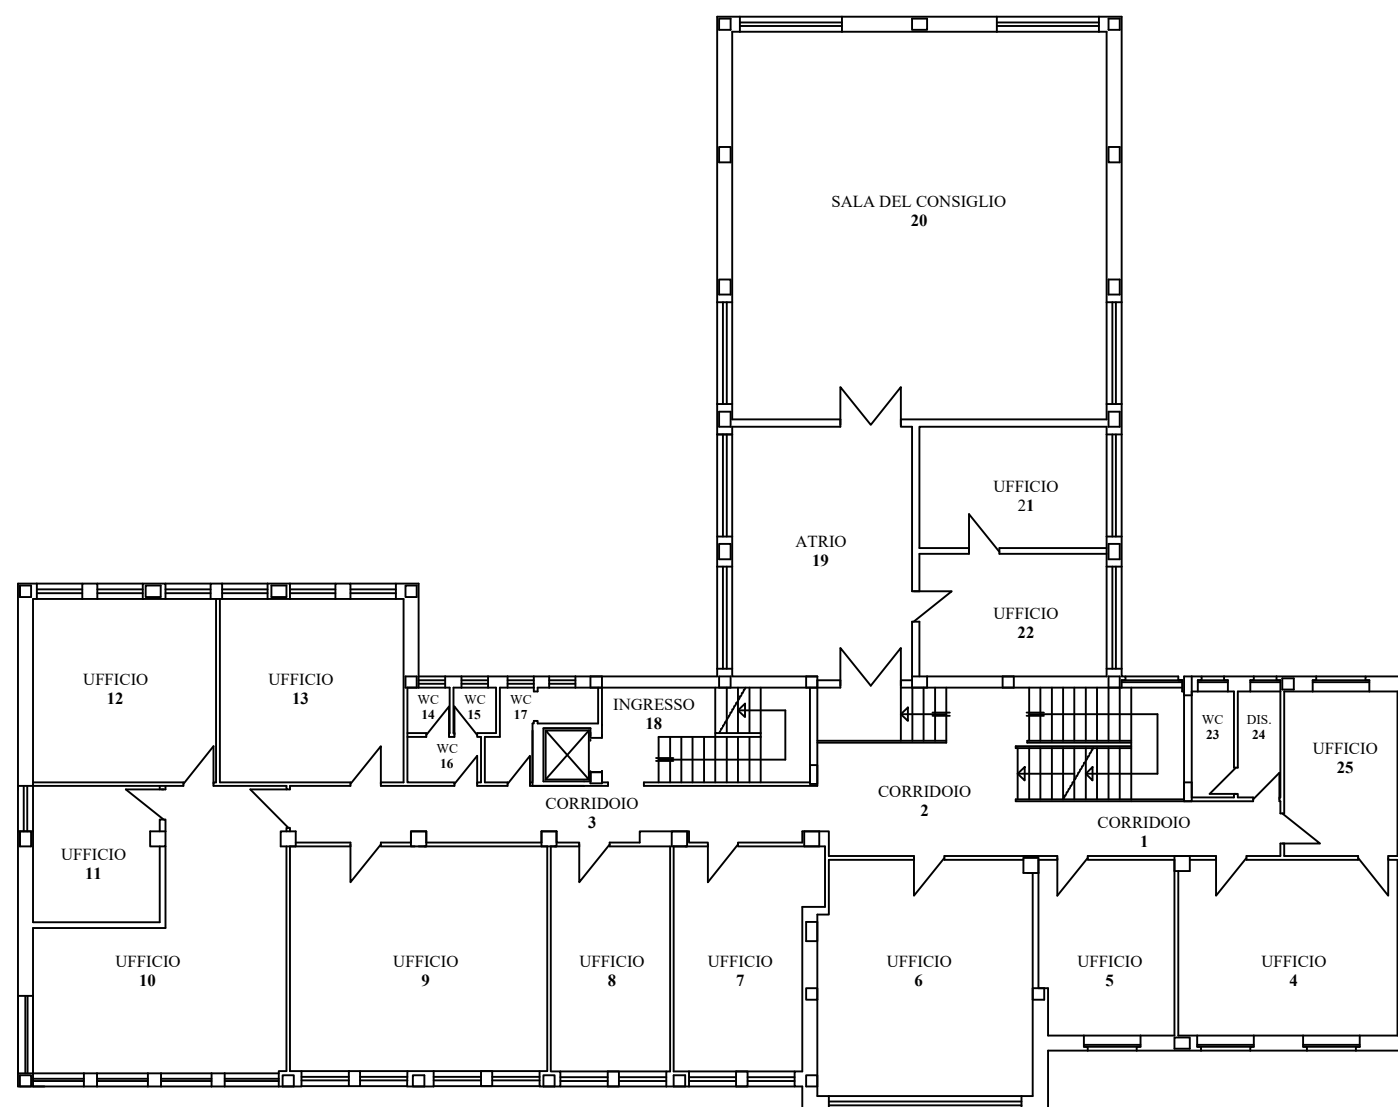 SALA DEL CONSIGLIO
20
UFFICIO
21
ATRIO
19
UFFICIO
22
UFFICIO
12
UFFICIO
13
WC
14
WC
15
WC
16
WC
17
INGRESSO
18
WC
23
DIS.
24
UFFICIO
25
CORRIDOIO
3
CORRIDOIO
2
CORRIDOIO
1
UFFICIO
11
UFFICIO
10
UFFICIO
9
UFFICIO
8
UFFICIO
7
UFFICIO
6
UFFICIO
5
UFFICIO
4